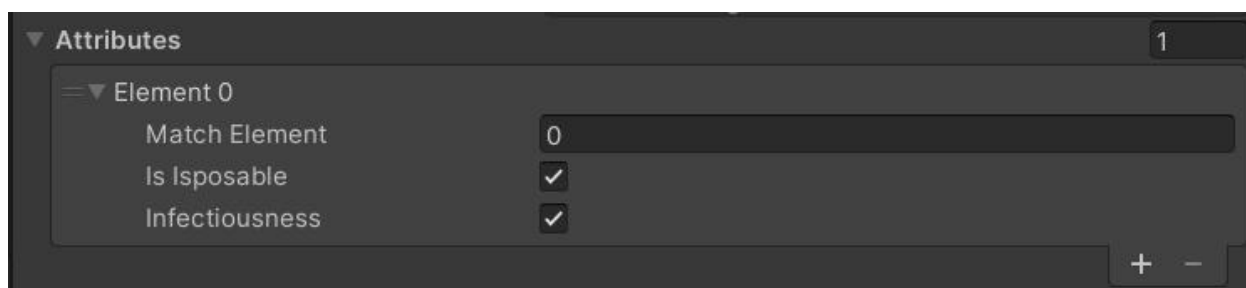 Attributes 1
Element 0
Match Element 0
Is Isposable
Infectiousness
+ −